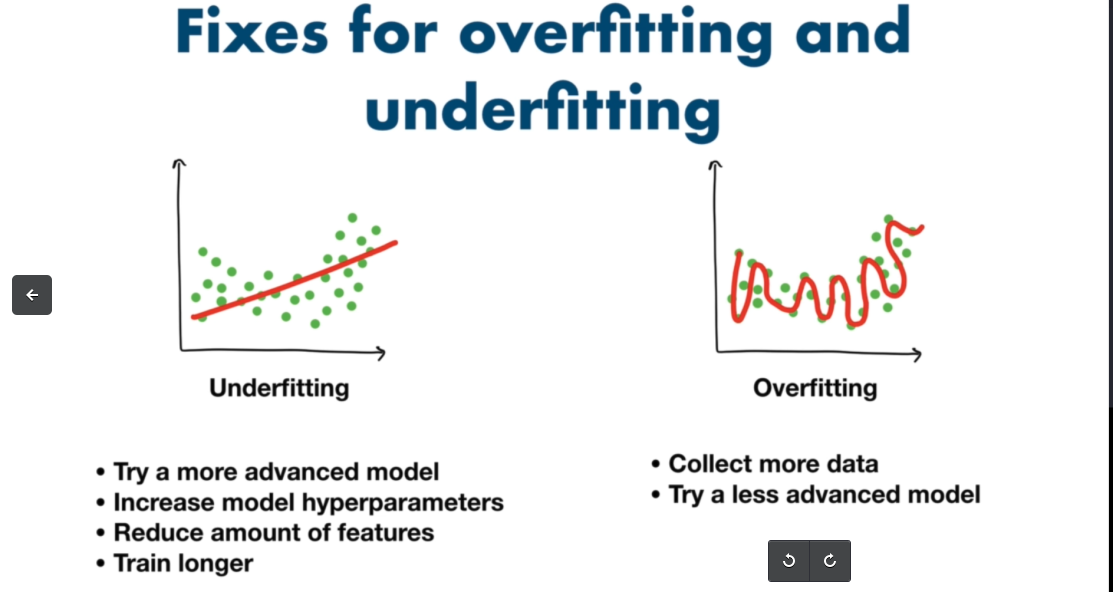 Fixes for overfitting and
underfitting
Underfitting
• Try a more advanced model
• Increase model hyperparameters
• Reduce amount of features
• Train longer
Overfitting
• Collect more data
• Try a less advanced model